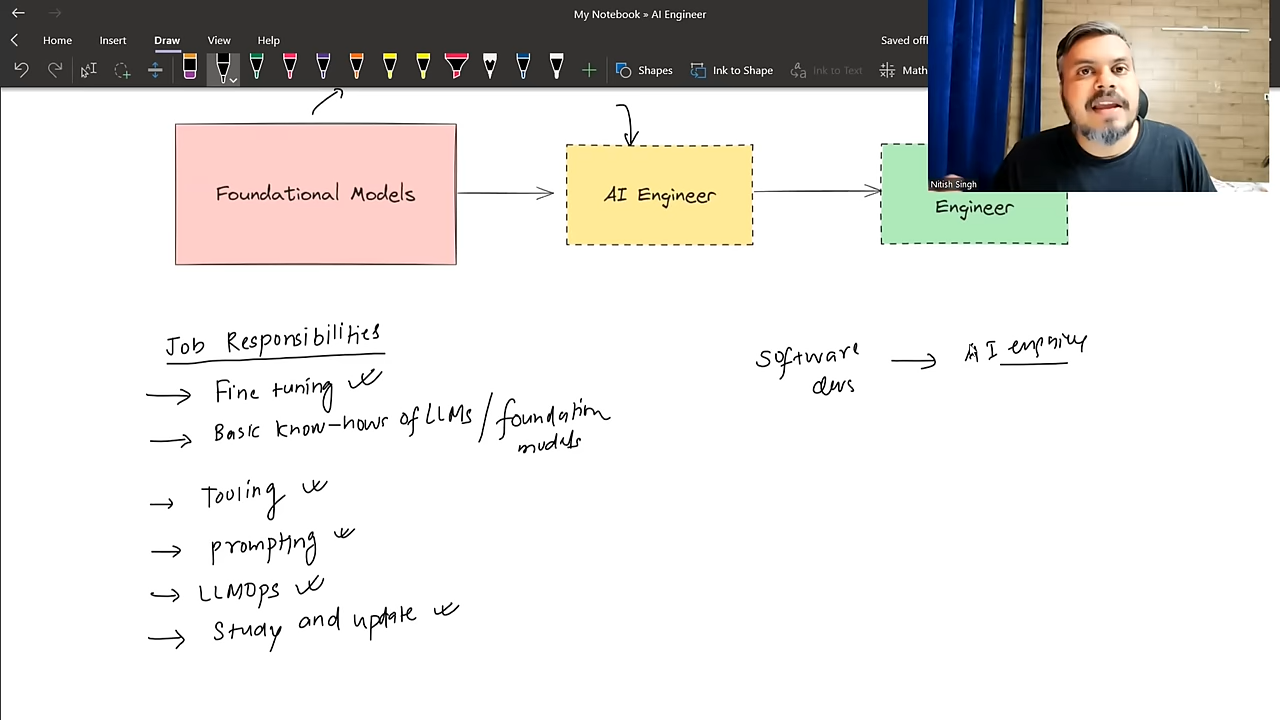 My Notebook » AI Engineer
Home Insert Draw View Help Saved offl
Shapes Ink to Shape Ink to Text Math
Nitish Singh
Foundational Models
AI Engineer
Engineer
Job Responsibilities
→ Fine tuning
→ Basic know-hows of LLMs / foundation
models
→ Tooling
→ prompting
→ LLMOps
→ Study and update
Software → AI
devs